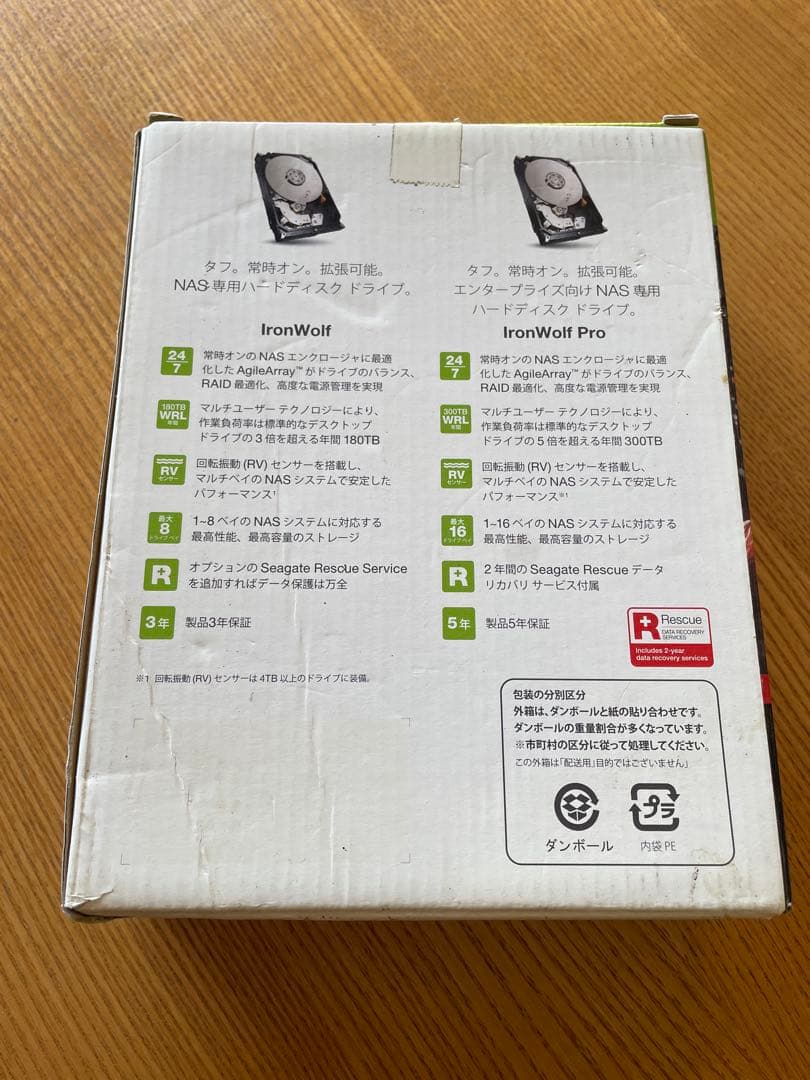 タフ。常時オン。拡張可能。
NAS 専用ハードディスク ドライブ。
IronWolf
24
7
常時オンの NAS エンクロージャに最適
化した AgileArray™ がドライブのバランス、
RAID 最適化、高度な電源管理を実現
180TB
WRL
年間
マルチユーザー テクノロジーにより、
作業負荷率は標準的なデスクトップ
ドライブの 3 倍を超える年間 180TB
RV
センサー
回転振動 (RV) センサーを搭載し、
マルチベイの NAS システムで安定した
パフォーマンス¹
最大
8
ドライブ ベイ
1~8 ベイの NAS システムに対応する
最高性能、最高容量のストレージ
R
オプションの Seagate Rescue Service
を追加すればデータ保護は万全
3年
製品3年保証
※1 回転振動 (RV) センサーは 4TB 以上のドライブに装備。
タフ。常時オン。拡張可能。
エンタープライズ向け NAS 専用
ハードディスク ドライブ。
IronWolf Pro
24
7
常時オンの NAS エンクロージャに最適
化した AgileArray™ がドライブのバランス、
RAID 最適化、高度な電源管理を実現
300TB
WRL
年間
マルチユーザー テクノロジーにより、
作業負荷率は標準的なデスクトップ
ドライブの 5 倍を超える年間 300TB
RV
センサー
回転振動 (RV) センサーを搭載し、
マルチベイの NAS システムで安定した
パフォーマンス※¹
最大
16
ドライブ ベイ
1~16 ベイの NAS システムに対応する
最高性能、最高容量のストレージ
R
2 年間の Seagate Rescue データ
リカバリ サービス付属
5年
製品5年保証
R
Rescue
DATA RECOVERY
SERVICES
Includes 2-year
data recovery services
包装の分別区分
外箱は、ダンボールと紙の貼り合わせです。
ダンボールの重量割合が多くなっています。
※市町村の区分に従って処理してください。
この外箱は「配送用」目的ではございません」
プラ
ダンボール
内袋 PE